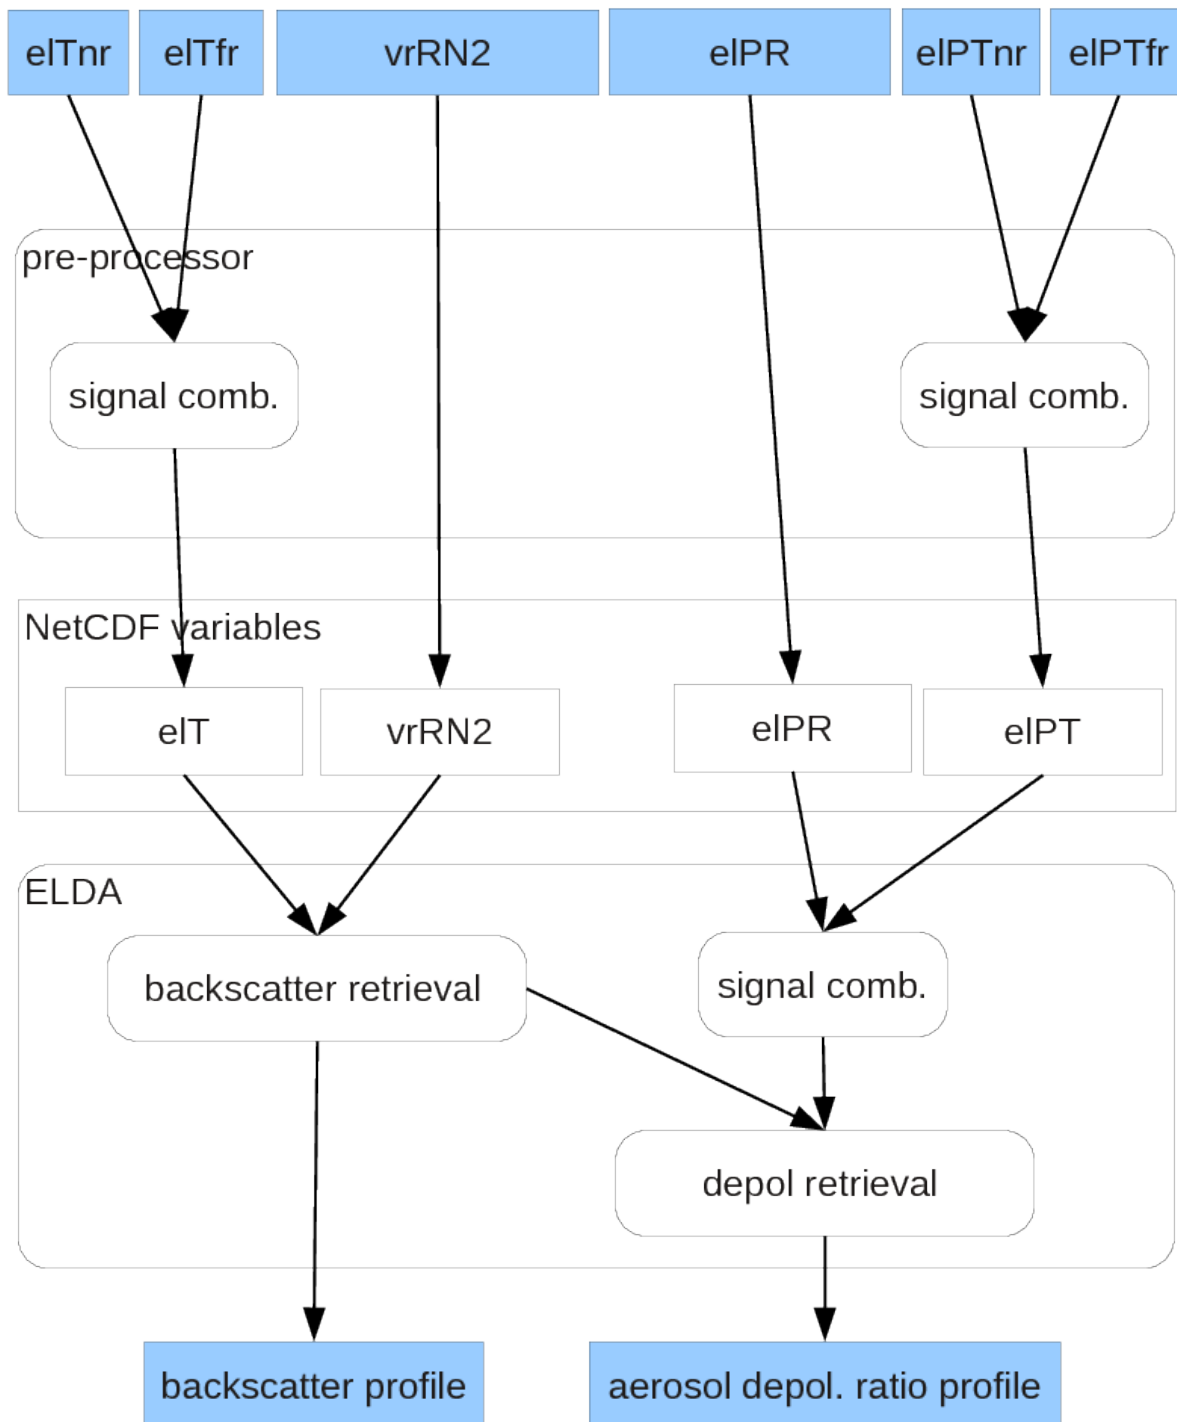 elTnr
elTfr
vrRN2
elPR
elPTnr
elPTfr
pre-processor
signal comb.
signal comb.
NetCDF variables
elT
vrRN2
elPR
elPT
ELDA
backscatter retrieval
signal comb.
depol retrieval
backscatter profile
aerosol depol. ratio profile